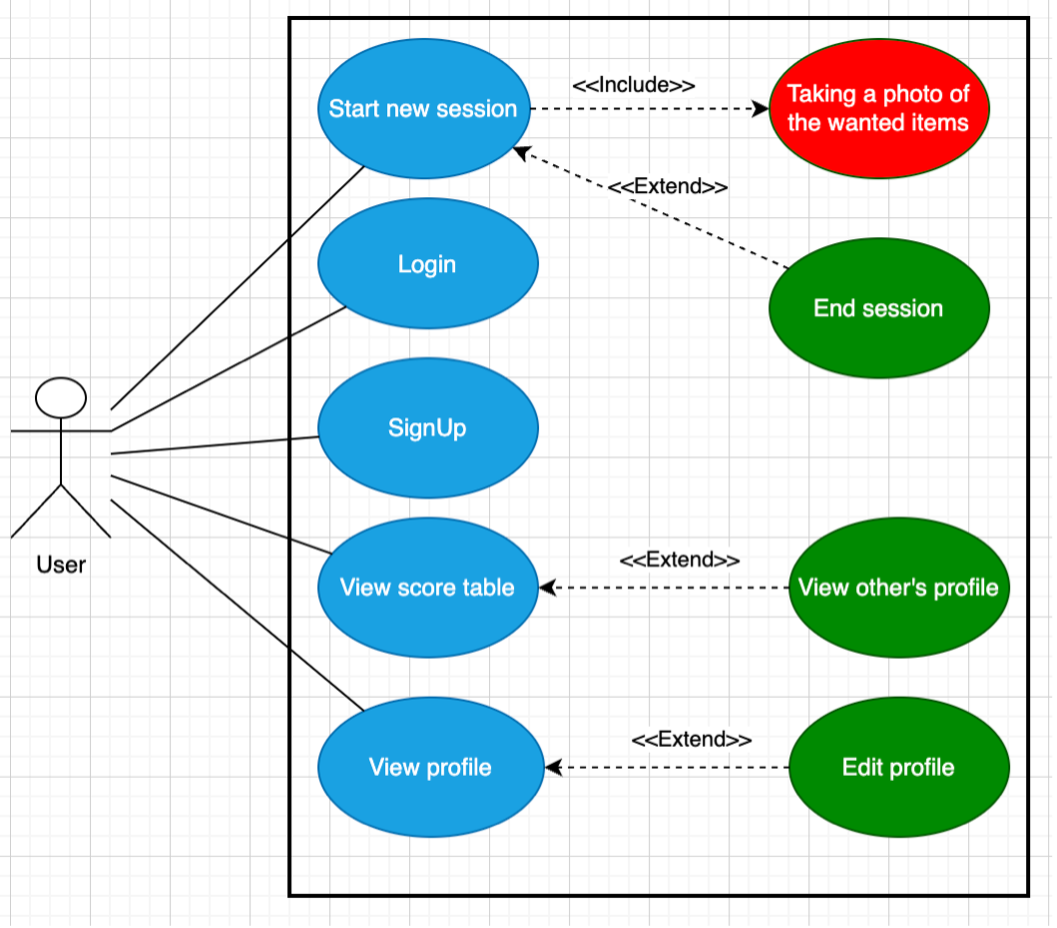 Start new session
<<Include>>
Taking a photo of
the wanted items
<<Extend>>
Login
End session
SignUp
User
View score table
<<Extend>>
View other's profile
View profile
<<Extend>>
Edit profile